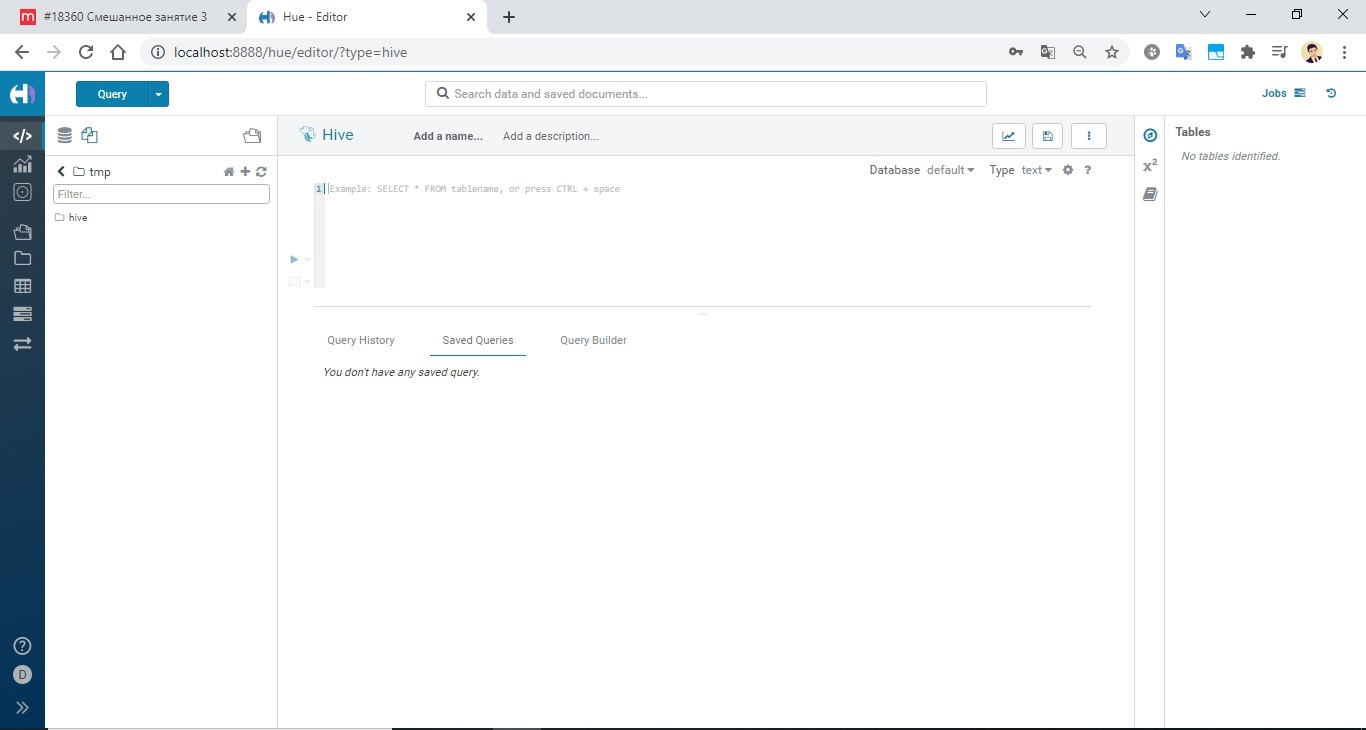 #18360 Смешанное занятие 3
Hue - Editor
localhost:8888/hue/editor/?type=hive
Query
Search data and saved documents...
Jobs
Hive
Add a name...
Add a description...
Tables
No tables identified.
tmp
Filter...
hive
Database default
Type text
?
1
Example: SELECT * FROM tablename, or press CTRL + space
Query History
Saved Queries
Query Builder
You don't have any saved query.
x²
D